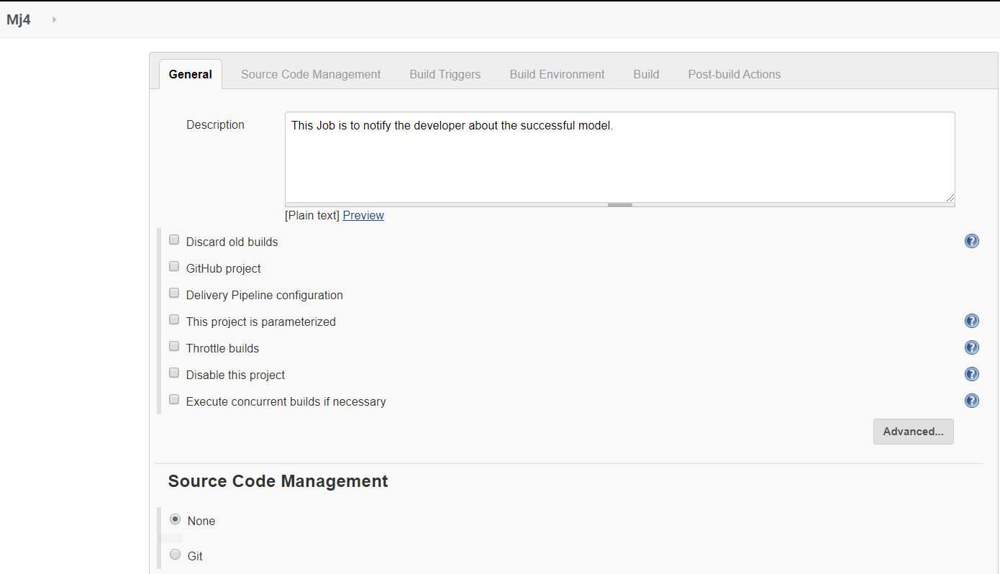 Mj4
General Source Code Management Build Triggers Build Environment Build Post-build Actions
Description
This Job is to notify the developer about the successful model.
[Plain text] Preview
Discard old builds
GitHub project
Delivery Pipeline configuration
This project is parameterized
Throttle builds
Disable this project
Execute concurrent builds if necessary
Advanced...
Source Code Management
None
Git